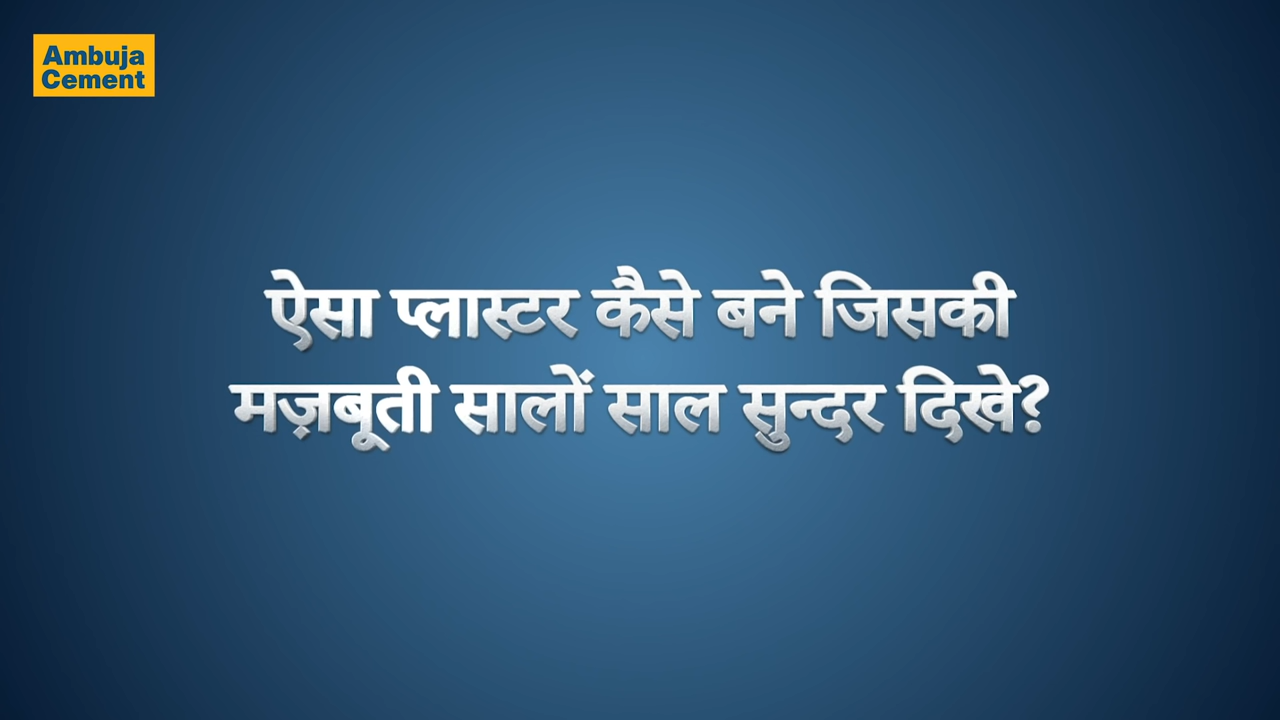 Ambuja
Cement
ऐसा प्लास्टर कैसे बने जिसकी
मज़बूती सालों साल सुन्दर दिखे?